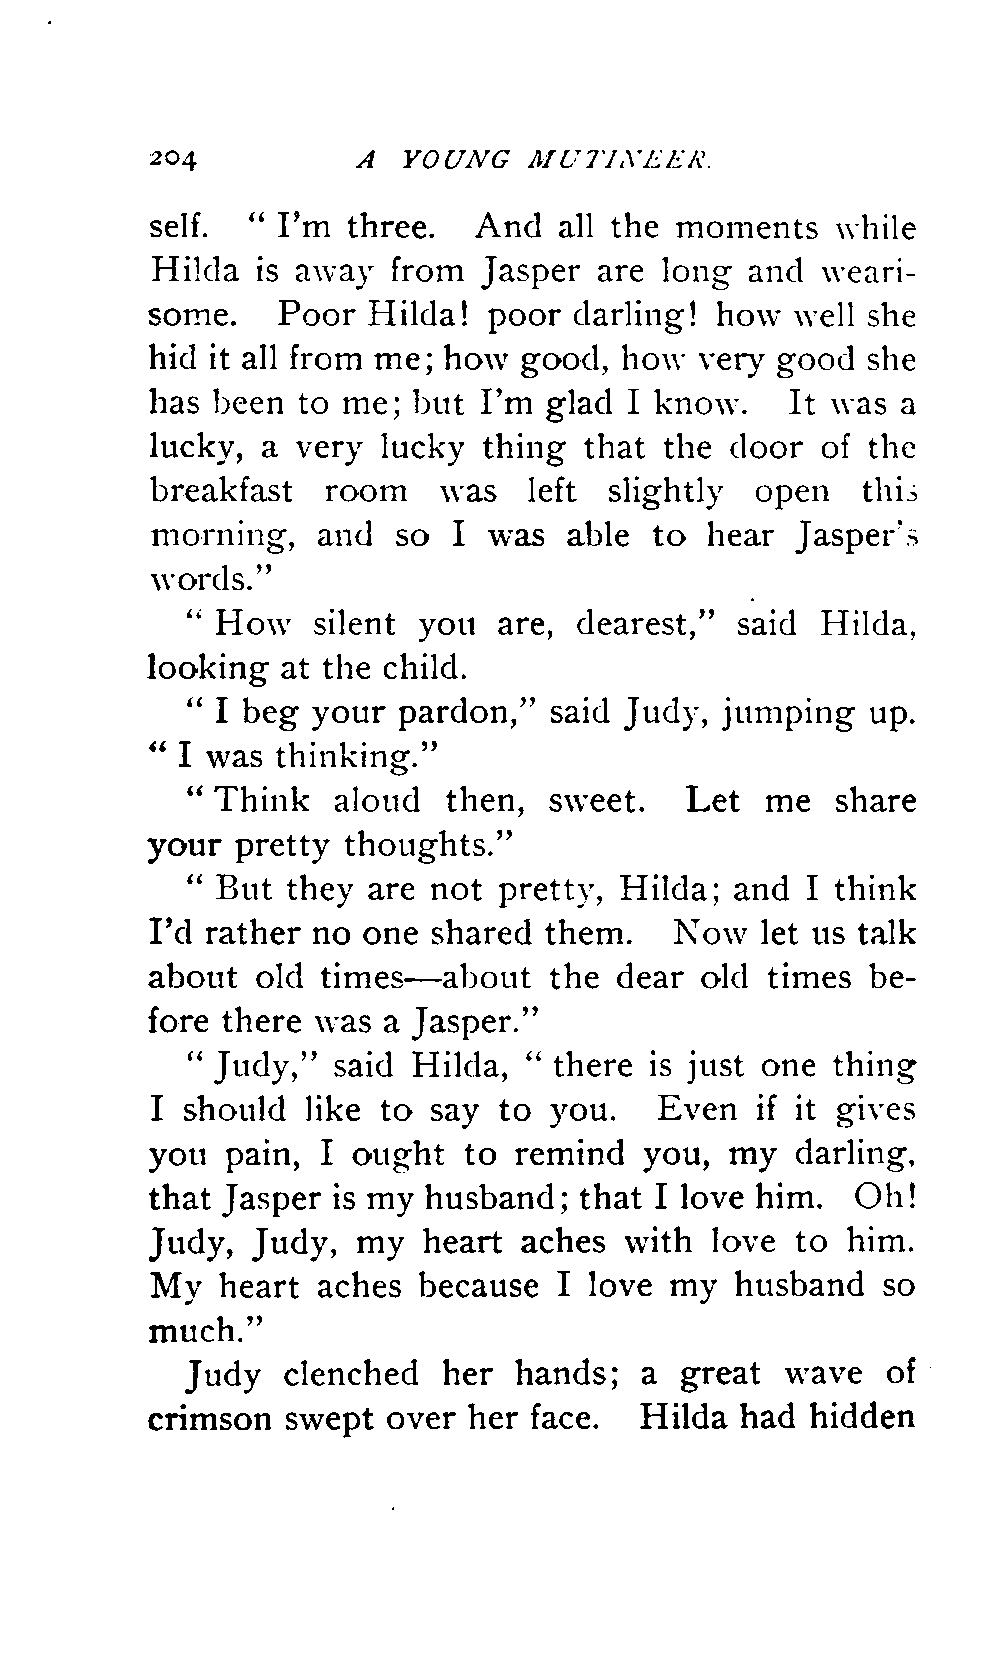 204 A YOUNG MUTINEER.
self. “ I’m three. And all the moments while
Hilda is away from Jasper are long and weari-
some. Poor Hilda! poor darling! how well she
hid it all from me; how good, how very good she
has been to me; but I’m glad I know. It was a
lucky, a very lucky thing that the door of the
breakfast room was left slightly open this
morning, and so I was able to hear Jasper’s
words.”
“ How silent you are, dearest,” said Hilda,
looking at the child.
“ I beg your pardon,” said Judy, jumping up.
“ I was thinking.”
“ Think aloud then, sweet. Let me share
your pretty thoughts.”
“ But they are not pretty, Hilda; and I think
I’d rather no one shared them. Now let us talk
about old times—about the dear old times be-
fore there was a Jasper.”
“ Judy,” said Hilda, “ there is just one thing
I should like to say to you. Even if it gives
you pain, I ought to remind you, my darling,
that Jasper is my husband; that I love him. Oh!
Judy, Judy, my heart aches with love to him.
My heart aches because I love my husband so
much.”
Judy clenched her hands; a great wave of
crimson swept over her face. Hilda had hidden